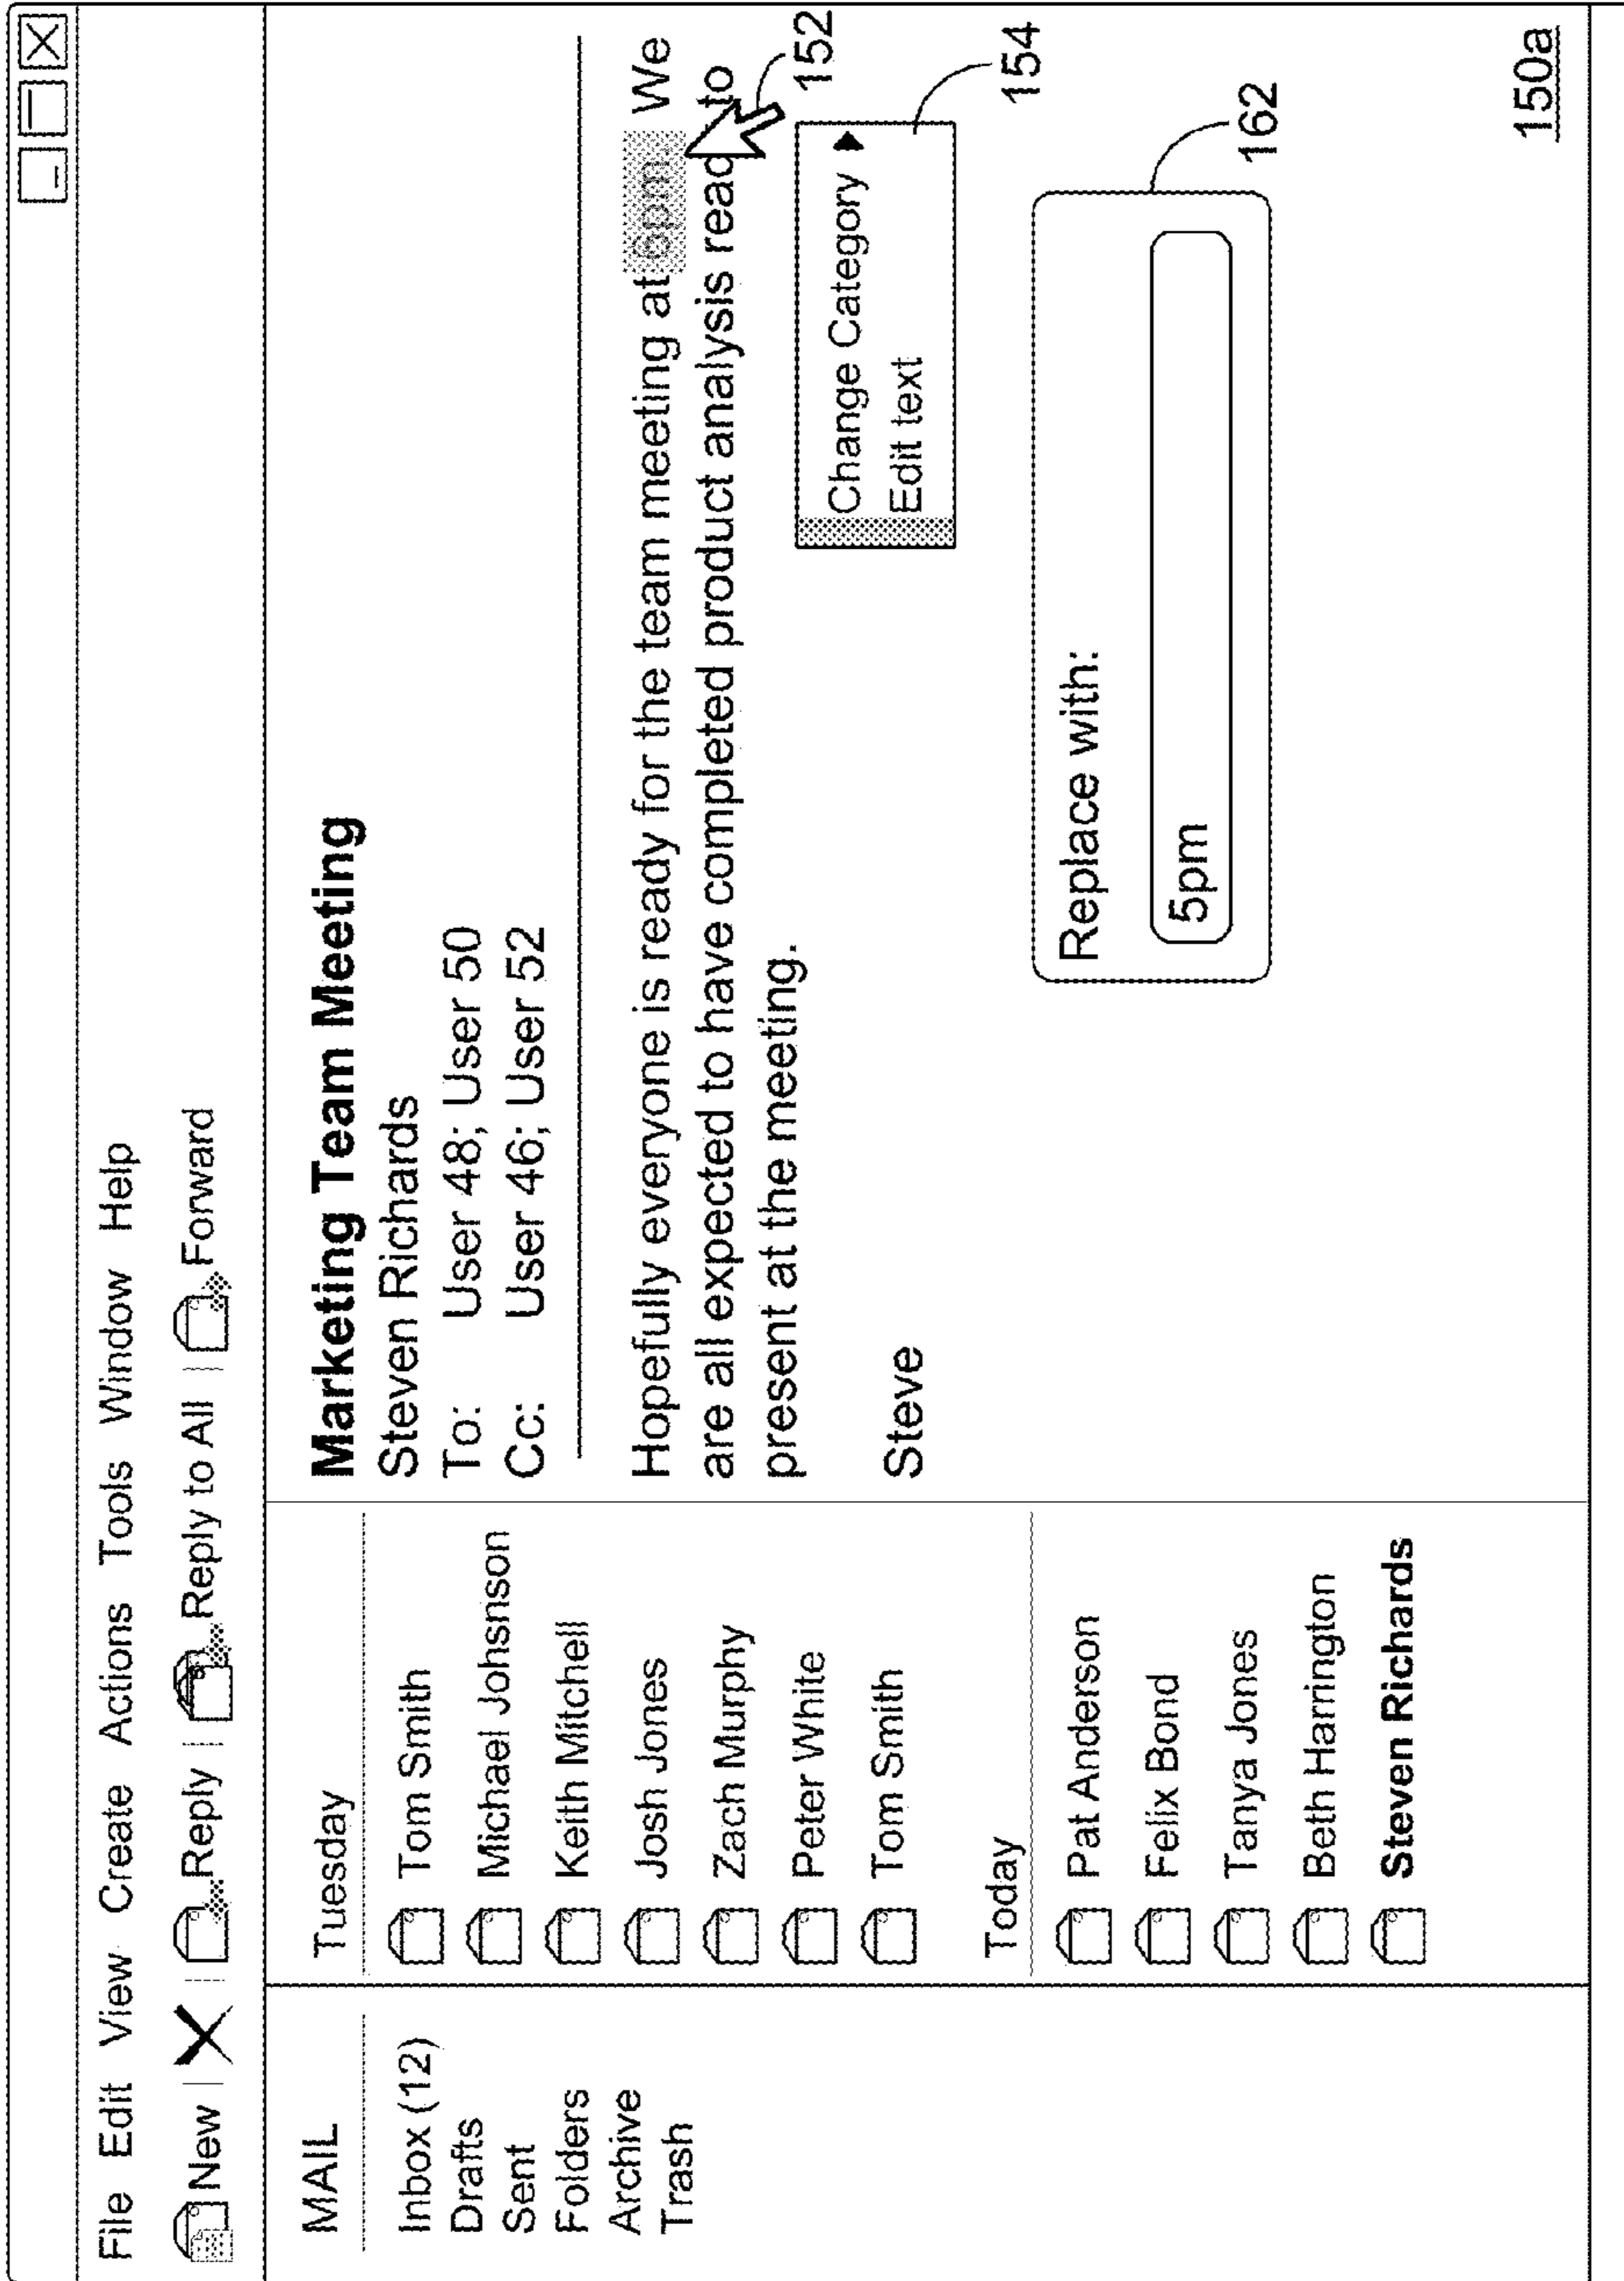 File Edit View Create Actions Tools Window Help
New | | Reply | Reply to All | Forward
MAIL
Inbox (12)
Drafts
Sent
Folders
Archive
Trash
Tuesday
Tom Smith
Michael Johsnson
Keith Mitchell
Josh Jones
Zach Murphy
Peter White
Tom Smith
Today
Pat Anderson
Felix Bond
Tanya Jones
Beth Harrington
Steven Richards
Marketing Team Meeting
Steven Richards
To: User 48; User 50
Cc: User 46; User 52
Hopefully everyone is ready for the team meeting at We
are all expected to have completed product analysis to
present at the meeting.
Steve
152
Change Category
Edit text
154
Replace with:
5pm
162
150a